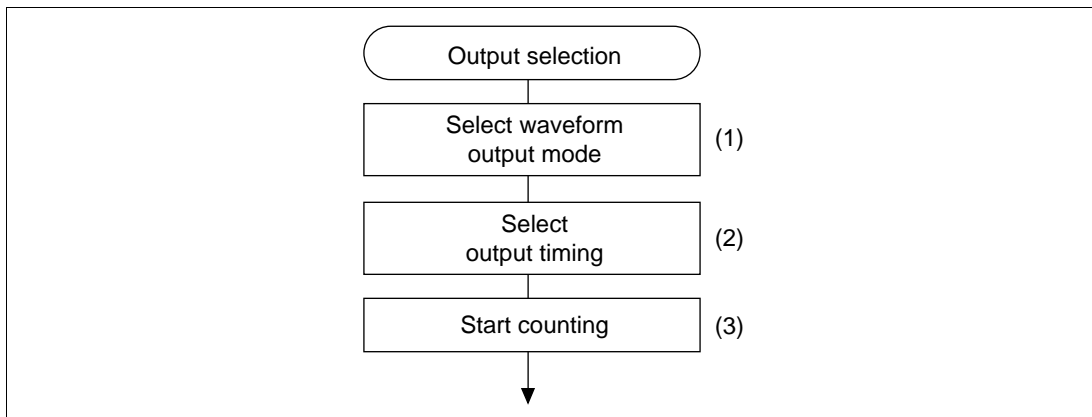 Output selection
Select waveform
output mode
(1)
Select
output timing
(2)
Start counting
(3)